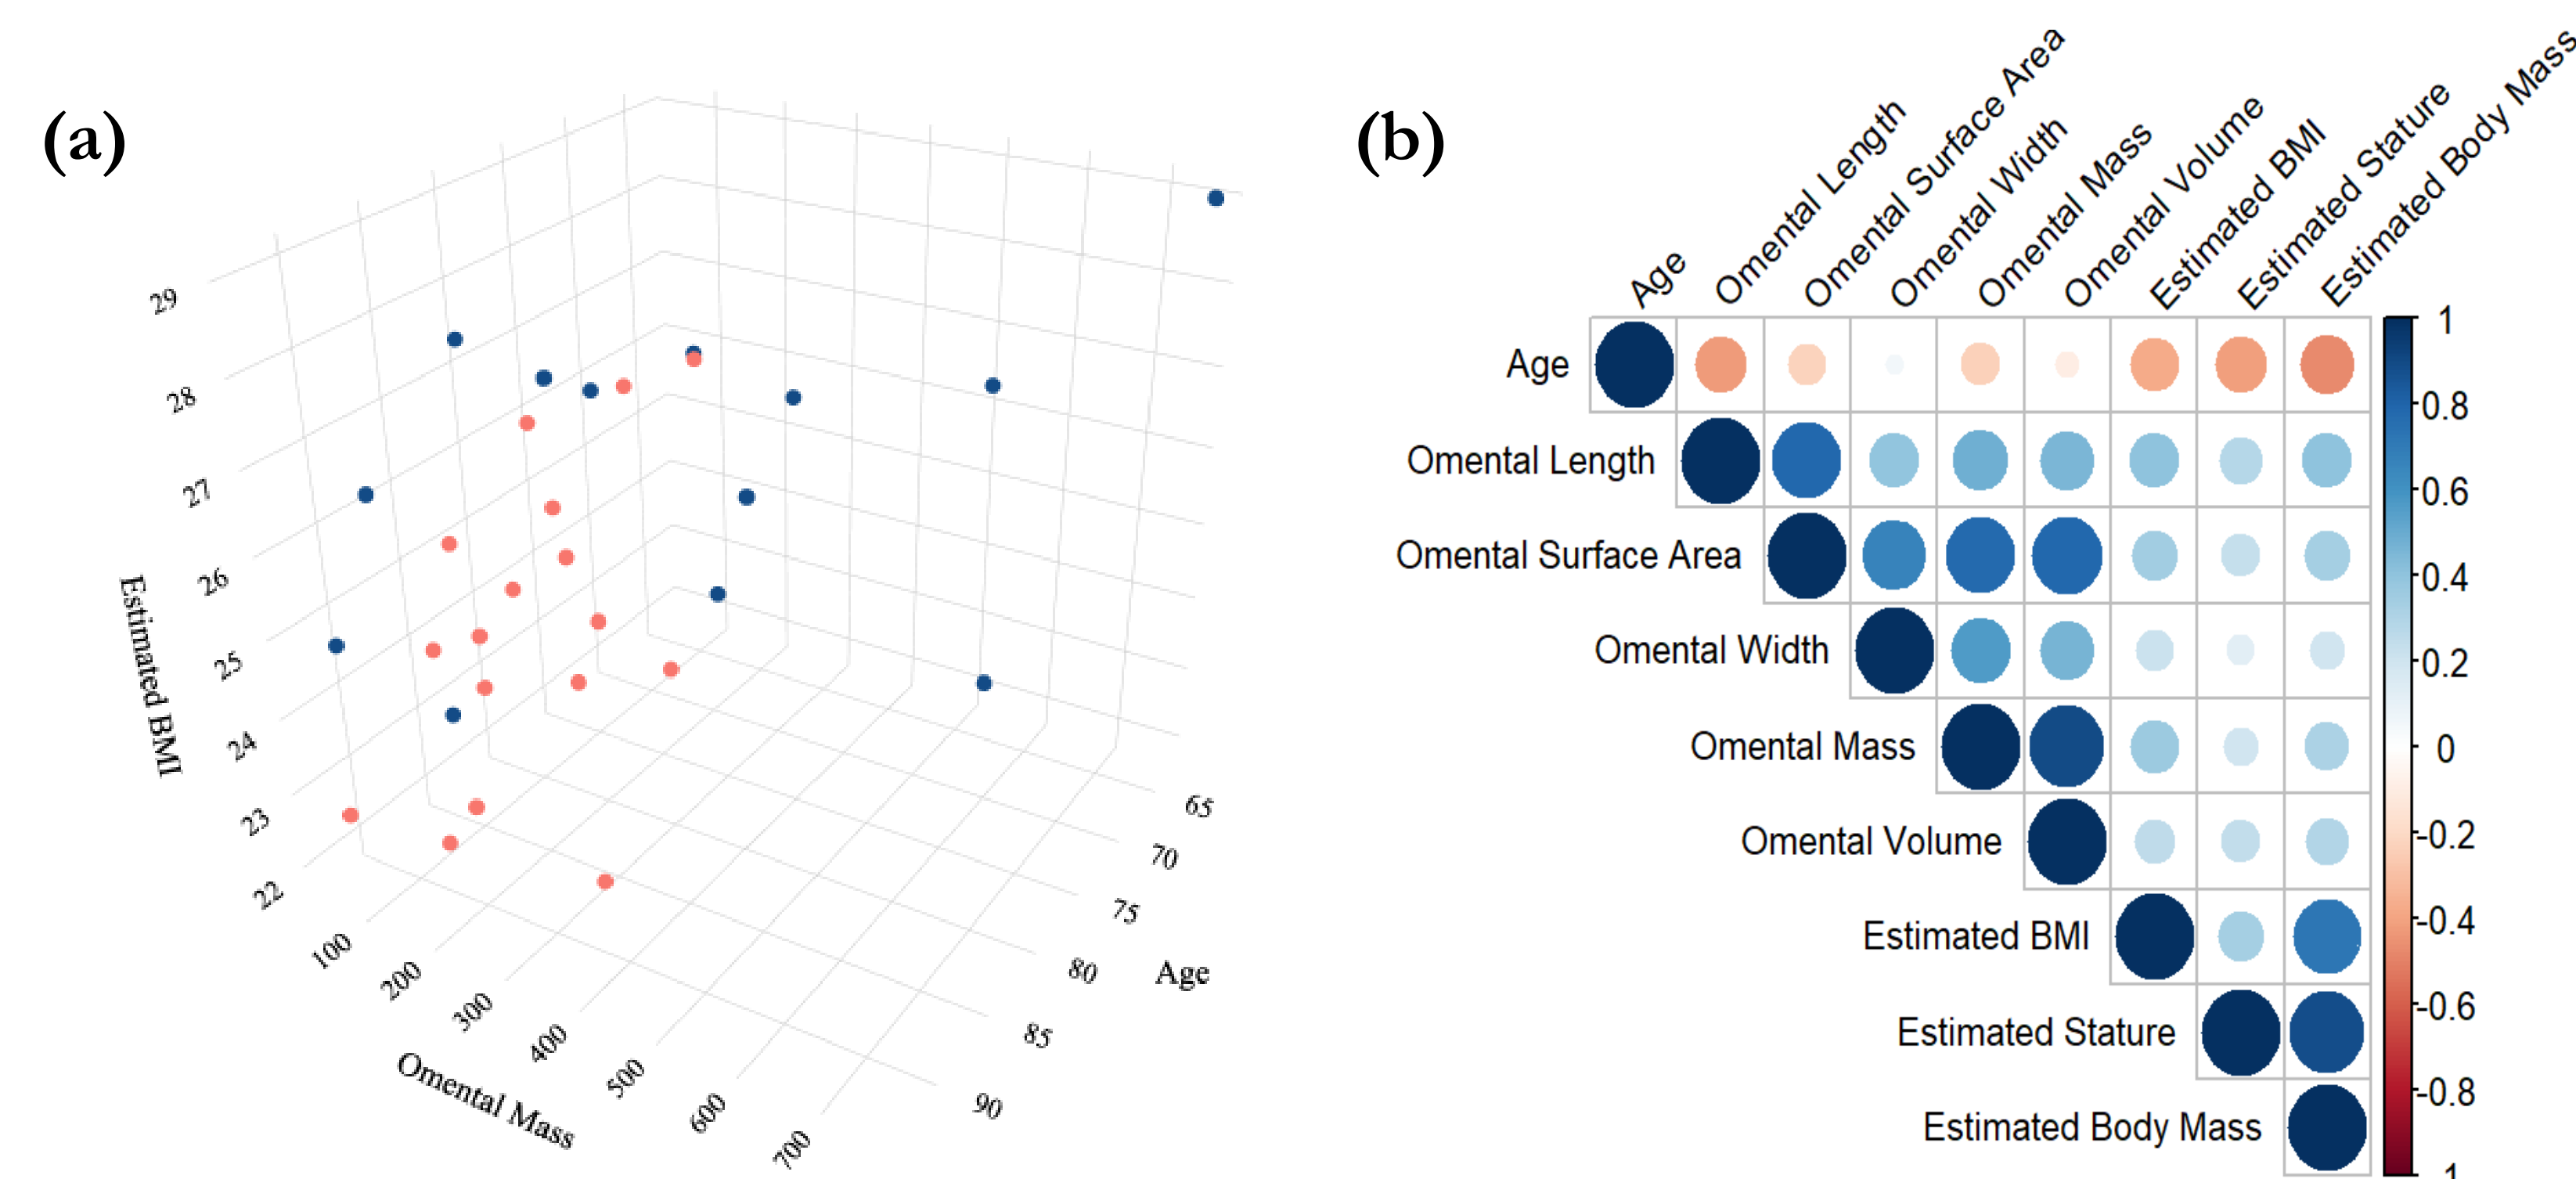 (a)
29
28
27
26
25
24
23
22
Estimated BMI
100
200
300
400
500
600
700
Omental Mass
65
70
75
80
85
90
Age
(b)
Age
Omental Length
Omental Surface Area
Omental Width
Omental Mass
Omental Volume
Estimated BMI
Estimated Stature
Estimated Body Mass
Age
Omental Length
Omental Surface Area
Omental Width
Omental Mass
Omental Volume
Estimated BMI
Estimated Stature
Estimated Body Mass
1
0.8
0.6
0.4
0.2
0
-0.2
-0.4
-0.6
-0.8